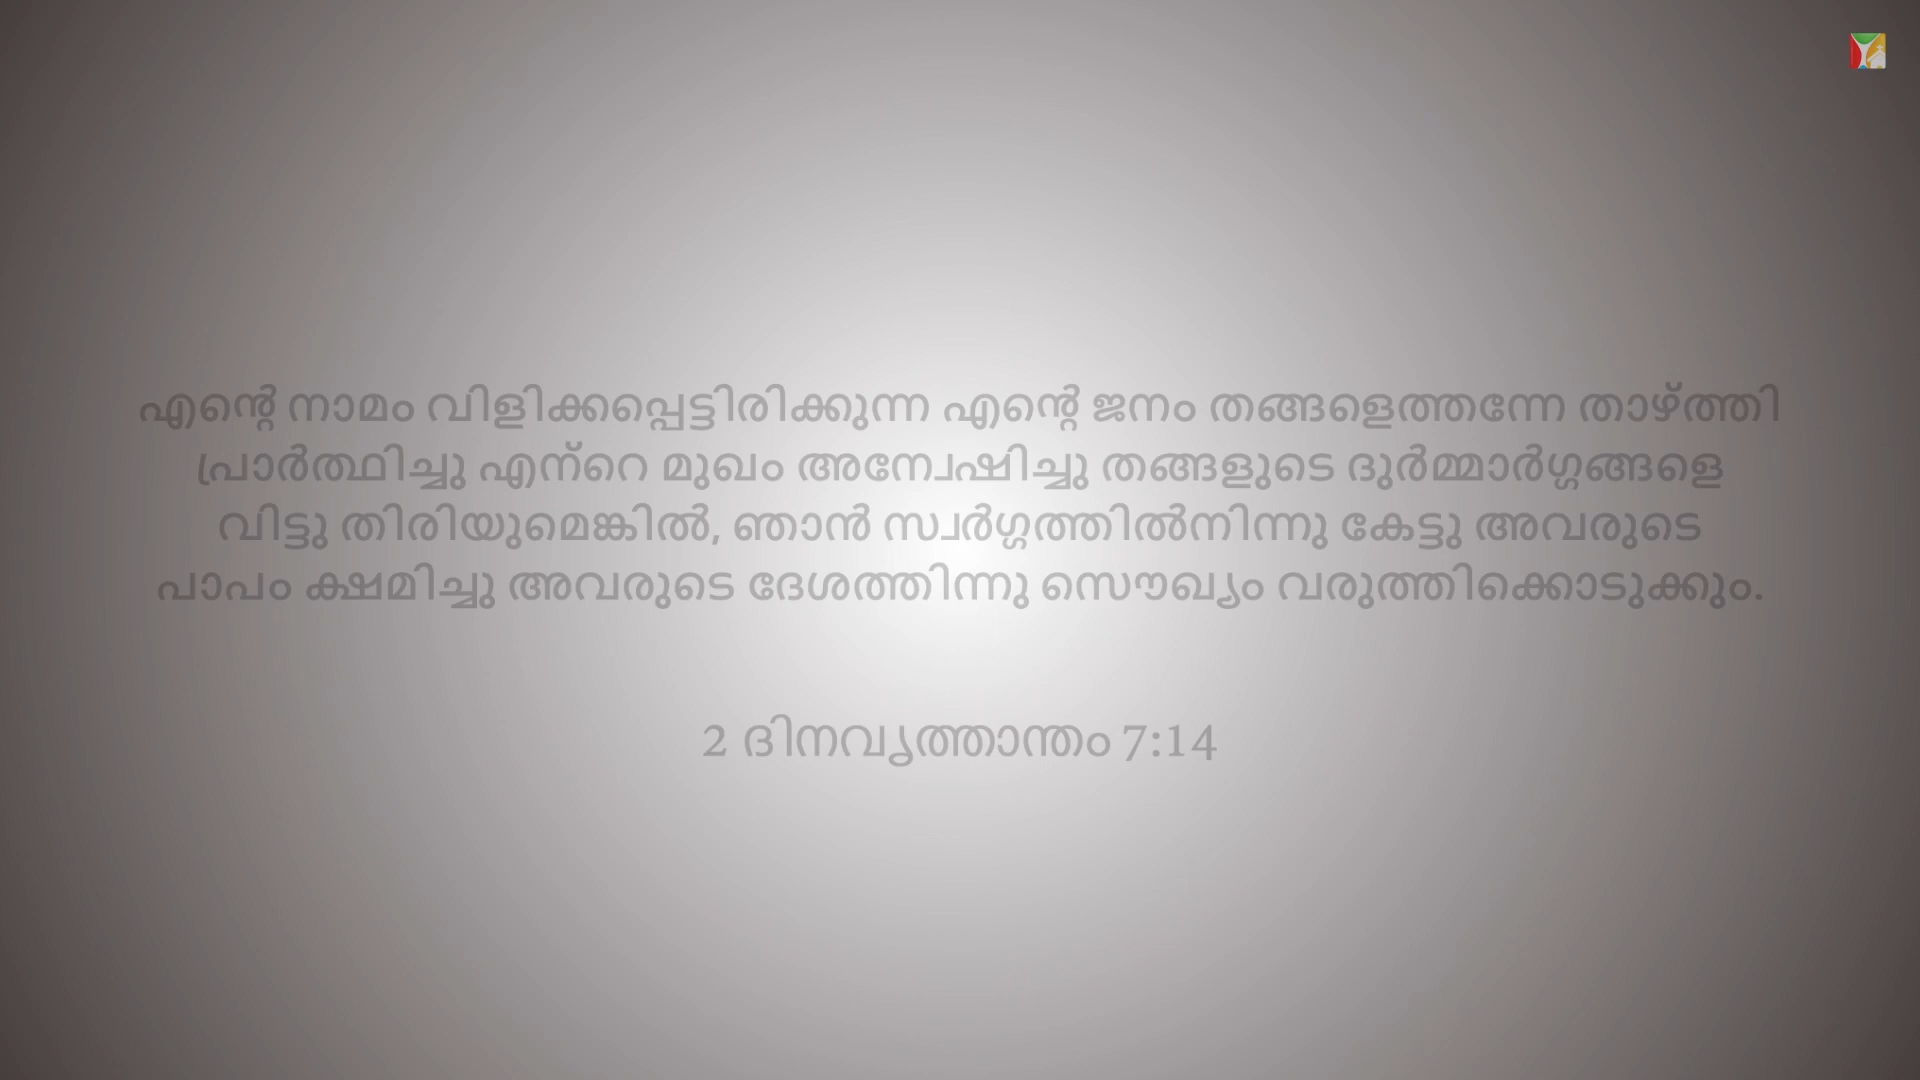 എന്റെ നാമം വിളിക്കപ്പെട്ടിരിക്കുന്ന എന്റെ ജനം തങ്ങളെത്തന്നേ താഴ്ത്തി
പ്രാർത്ഥിച്ചു എന്റെ മുഖം അന്വേഷിച്ചു തങ്ങളുടെ ദുർമ്മാർഗ്ഗങ്ങളെ
വിട്ടു തിരിയുമെങ്കിൽ, ഞാൻ സ്വർഗ്ഗത്തിൽനിന്നു കേട്ടു അവരുടെ
പാപം ക്ഷമിച്ചു അവരുടെ ദേശത്തിന്നു സൌഖ്യം വരുത്തിക്കൊടുക്കും.
2 ദിനവൃത്താന്തം 7:14